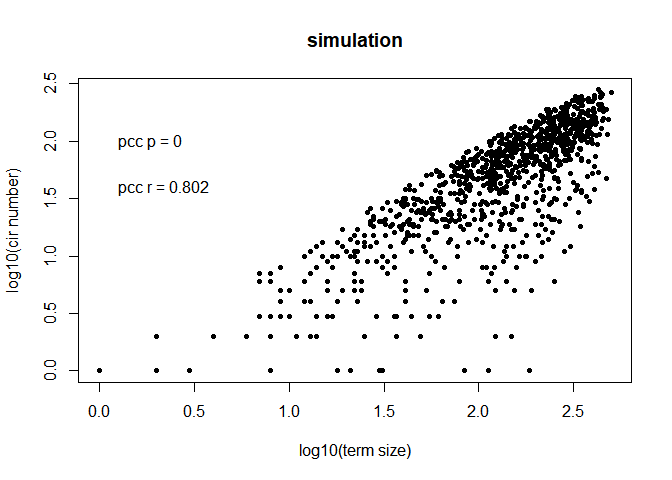 simulation
pcc p = 0
pcc r = 0.802
log10(cir number)
2.5
2.0
1.5
1.0
0.5
0.0
0.0 0.5 1.0 1.5 2.0 2.5
log10(term size)